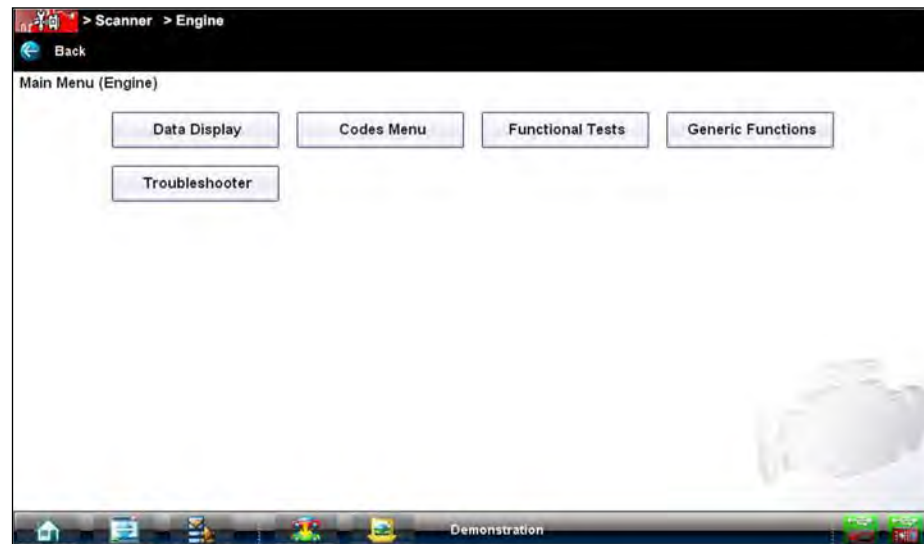 > Scanner > Engine
Back
Main Menu (Engine)
Data Display Codes Menu Functional Tests Generic Functions
Troubleshooter
Demonstration